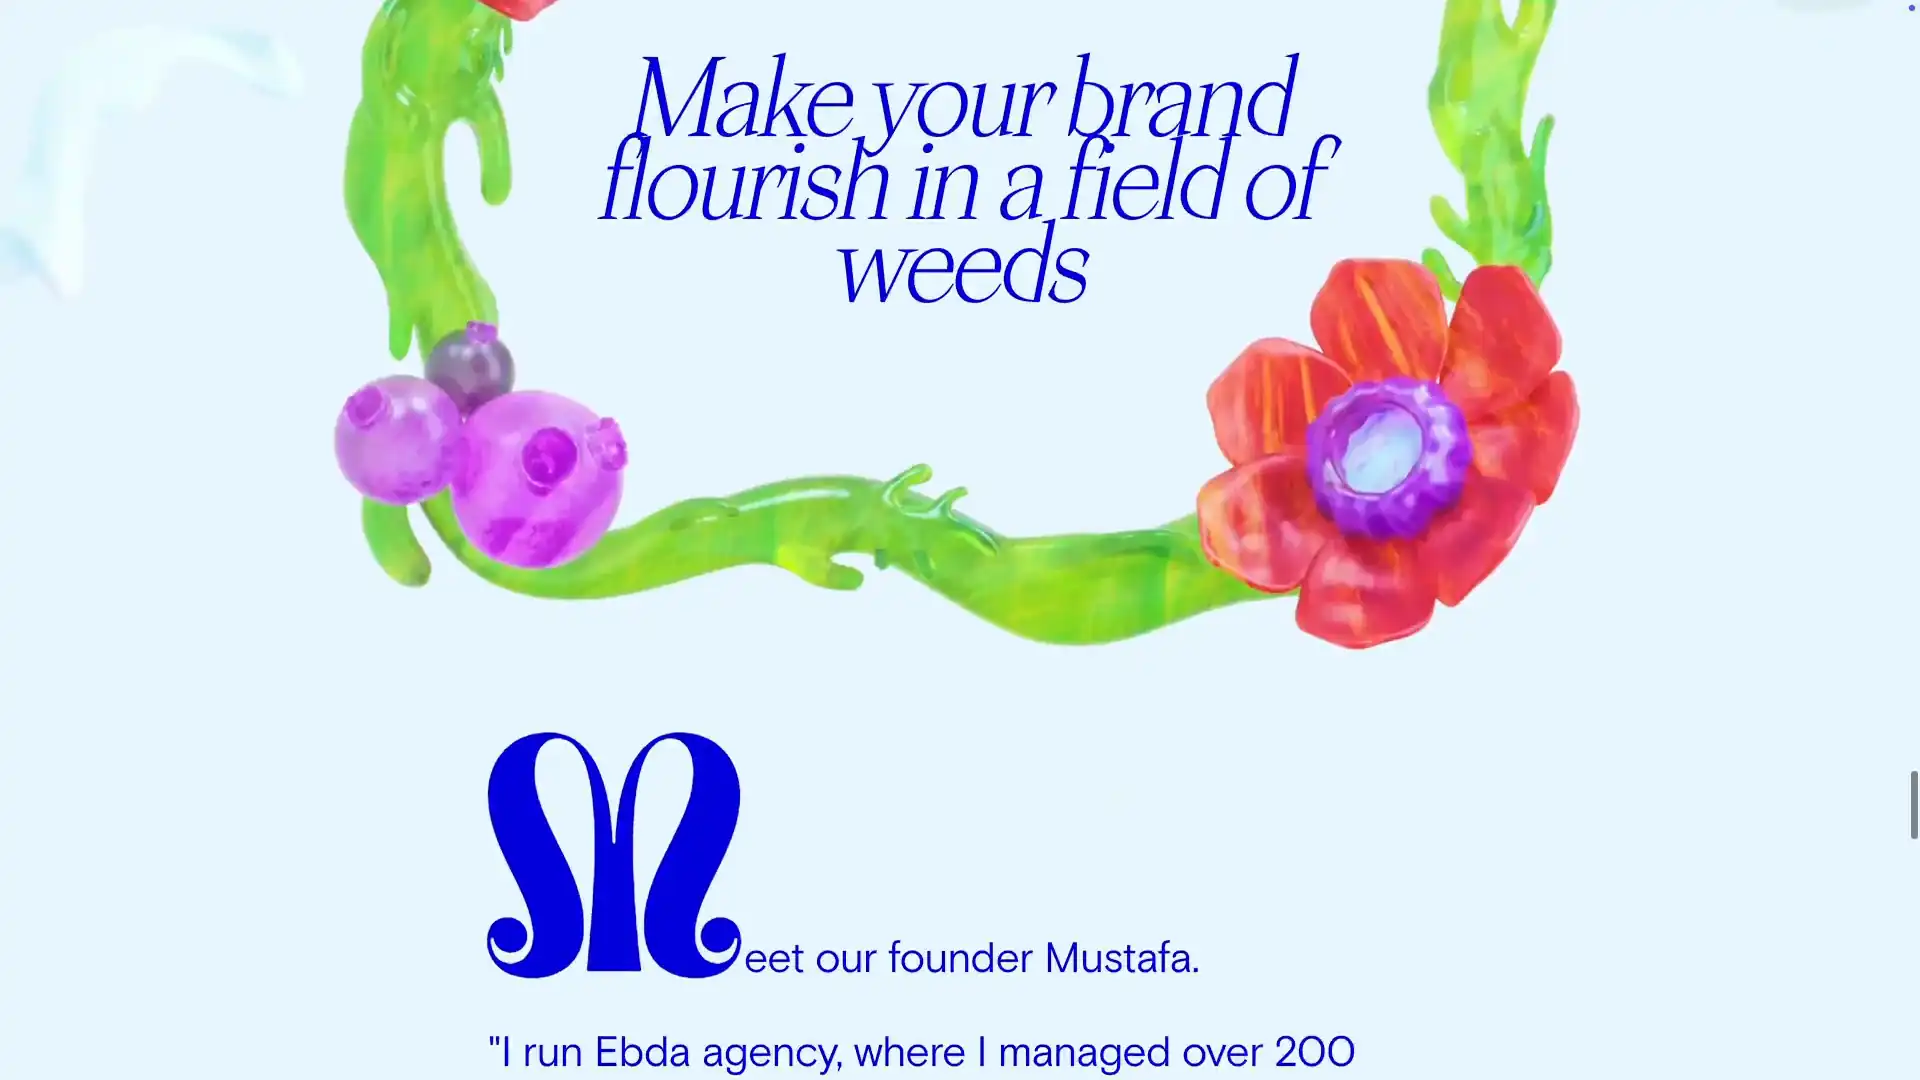 Make your brand
flourish in a field of
weeds
Meet our founder Mustafa.
"I run Ebda agency, where I managed over 200